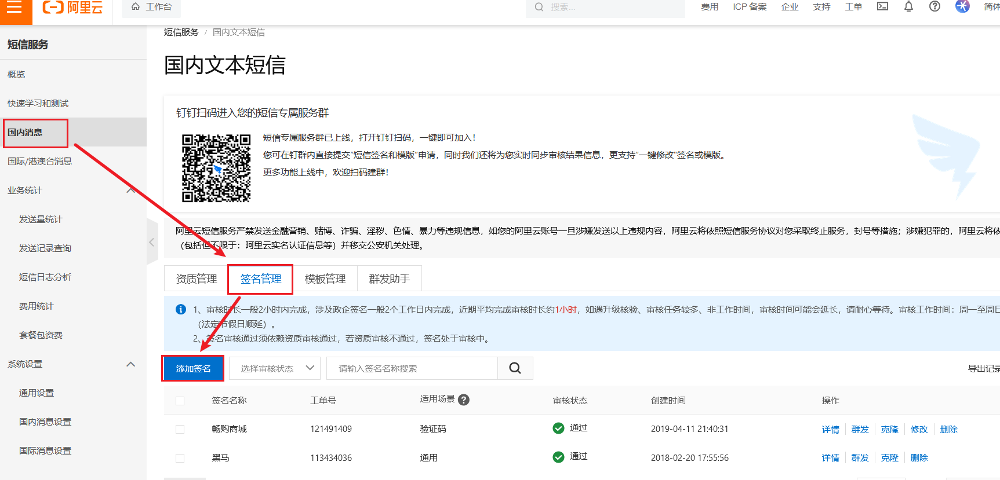 阿里云
工作台
搜索...
费用
ICP 备案
企业
支持
工单
简体
短信服务
概览
快速学习和测试
国内消息
国际/港澳台消息
业务统计
发送量统计
发送记录查询
短信日志分析
费用统计
套餐包资费
系统设置
通用设置
国内消息设置
国际消息设置
短信服务 / 国内文本短信
国内文本短信
钉钉扫码进入您的短信专属服务群
短信专属服务群已上线，打开钉钉扫码，一键即可加入！
您可在钉群内直接提交“短信签名和模版”申请，同时我们还将为您实时同步审核结果信息，更支持“一键修改”签名或模版。
更多功能上线中，欢迎扫码建群！
阿里云短信服务严禁发送金融营销、赌博、诈骗、淫秽、色情、暴力等违规信息，如您的阿里云账号一旦涉嫌发送以上违规内容，阿里云将依照短信服务协议对您采取终止服务，封号等措施；涉嫌犯罪的，阿里云将依
（包括但不限于：阿里云实名认证信息等）并移交公安机关处理。
资质管理
签名管理
模板管理
群发助手
1、审核时长一般2小时内完成，涉及政企签名一般2个工作日内完成，近期平均完成审核时长约1小时，如遇升级核验、审核任务较多、非工作时间，审核时间可能会延长，请耐心等待。审核工作时间：周一至周日
（法定节假日顺延）。
2、签名审核通过须依赖资质审核通过，若资质审核不通过，签名处于审核中。
添加签名
选择审核状态
请输入签名名称搜索
导出记录
签名名称 工单号 适用场景 审核状态 创建时间 操作
畅购商城 121491409 验证码 通过 2019-04-11 21:40:31 详情 群发 克隆 修改 删除
黑马 113434036 通用 通过 2018-02-20 17:55:56 详情 群发 克隆 删除